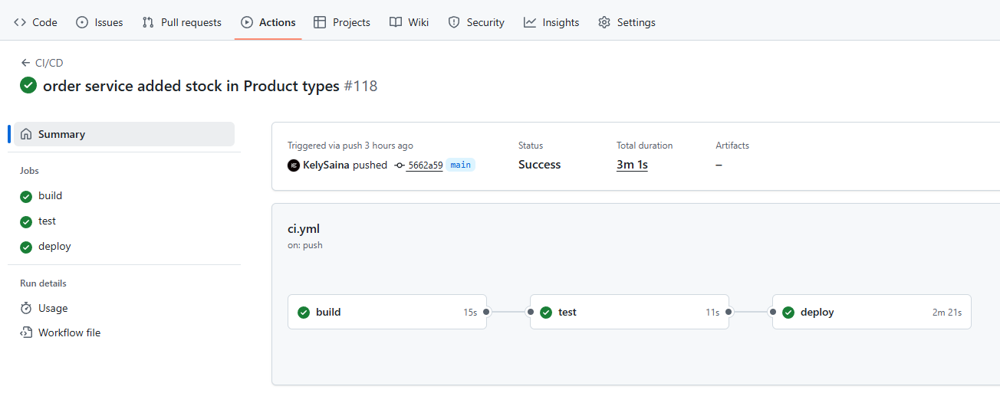 Code Issues Pull requests Actions Projects Wiki Security Insights Settings
CI/CD
order service added stock in Product types #118
Summary
Jobs
build
test
deploy
Run details
Usage
Workflow file
Triggered via push 3 hours ago
KelySaina pushed 5662a59 main
Status
Success
Total duration
3m 1s
Artifacts
–
ci.yml
on: push
build 15s
test 11s
deploy 2m 21s